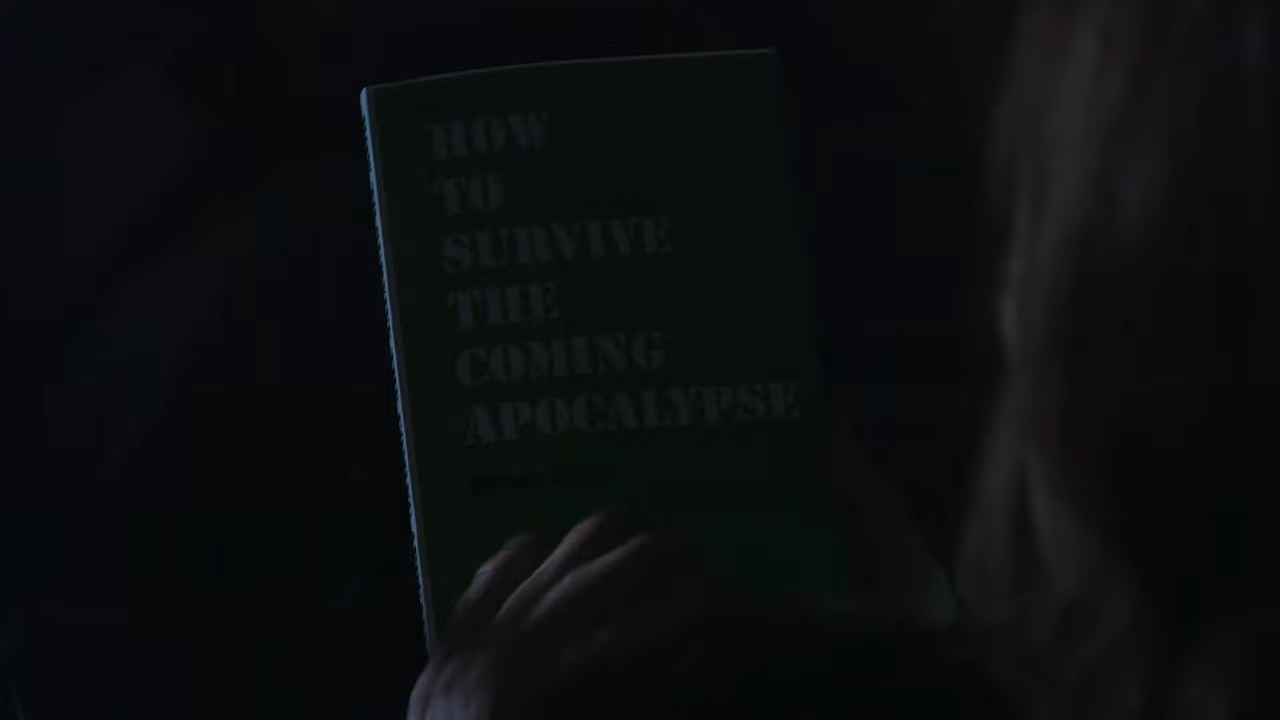 HOW
TO
SURVIVE
THE
COMING
APOCALYPSE